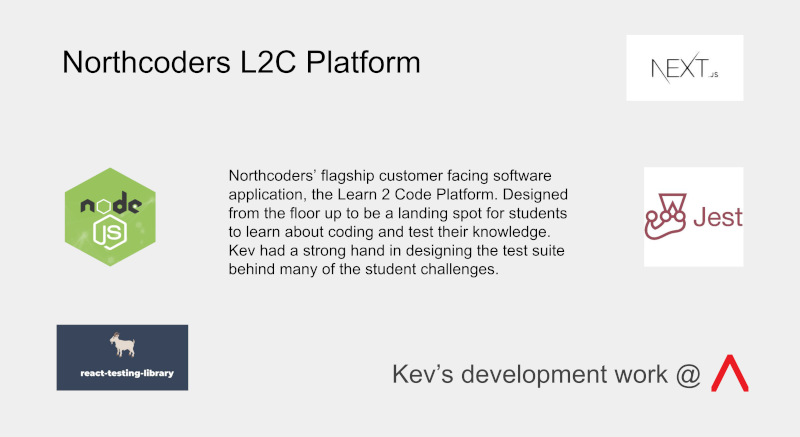 Northcoders L2C Platform
NEXT.JS
node
JS
Northcoders’ flagship customer facing software
application, the Learn 2 Code Platform. Designed
from the floor up to be a landing spot for students
to learn about coding and test their knowledge.
Kev had a strong hand in designing the test suite
behind many of the student challenges.
Jest
react-testing-library
Kev’s development work @